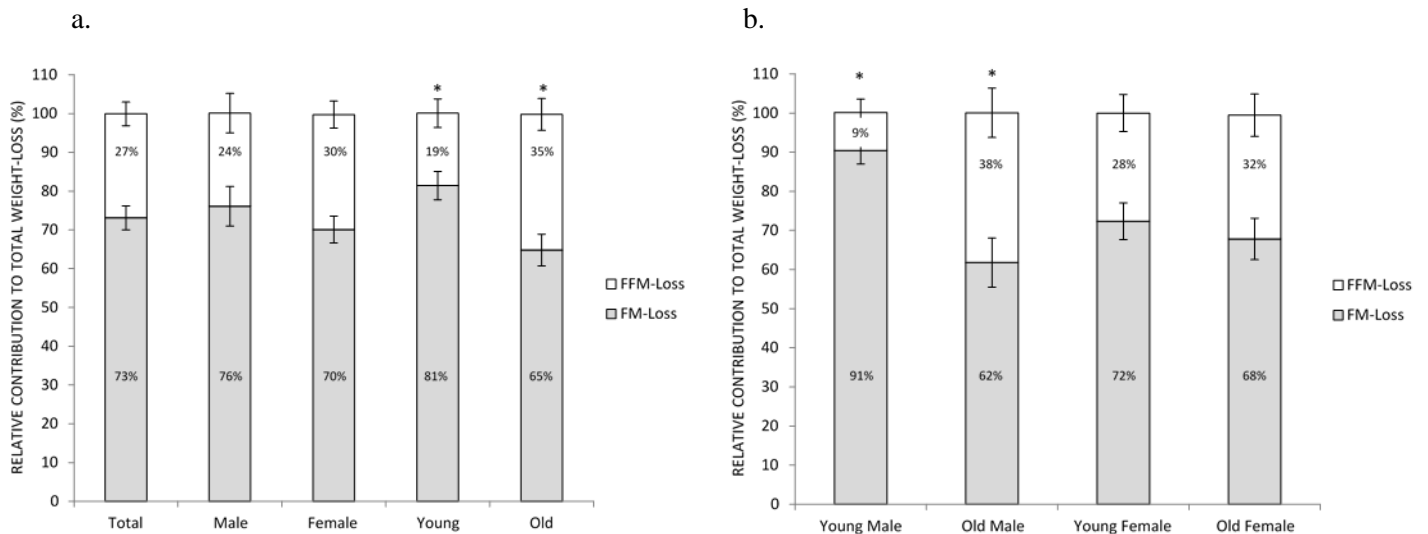 a.
RELATIVE CONTRIBUTION TO TOTAL WEIGHT-LOSS (%)
110
100
90
80
70
60
50
40
30
20
10
0
* *
27% 24% 30% 19% 35%
73% 76% 70% 81% 65%
Total Male Female Young Old
FFM-Loss
FM-Loss
b.
RELATIVE CONTRIBUTION TO TOTAL WEIGHT-LOSS (%)
110
100
90
80
70
60
50
40
30
20
10
0
* *
9% 38% 28% 32%
91% 62% 72% 68%
Young Male Old Male Young Female Old Female
FFM-Loss
FM-Loss